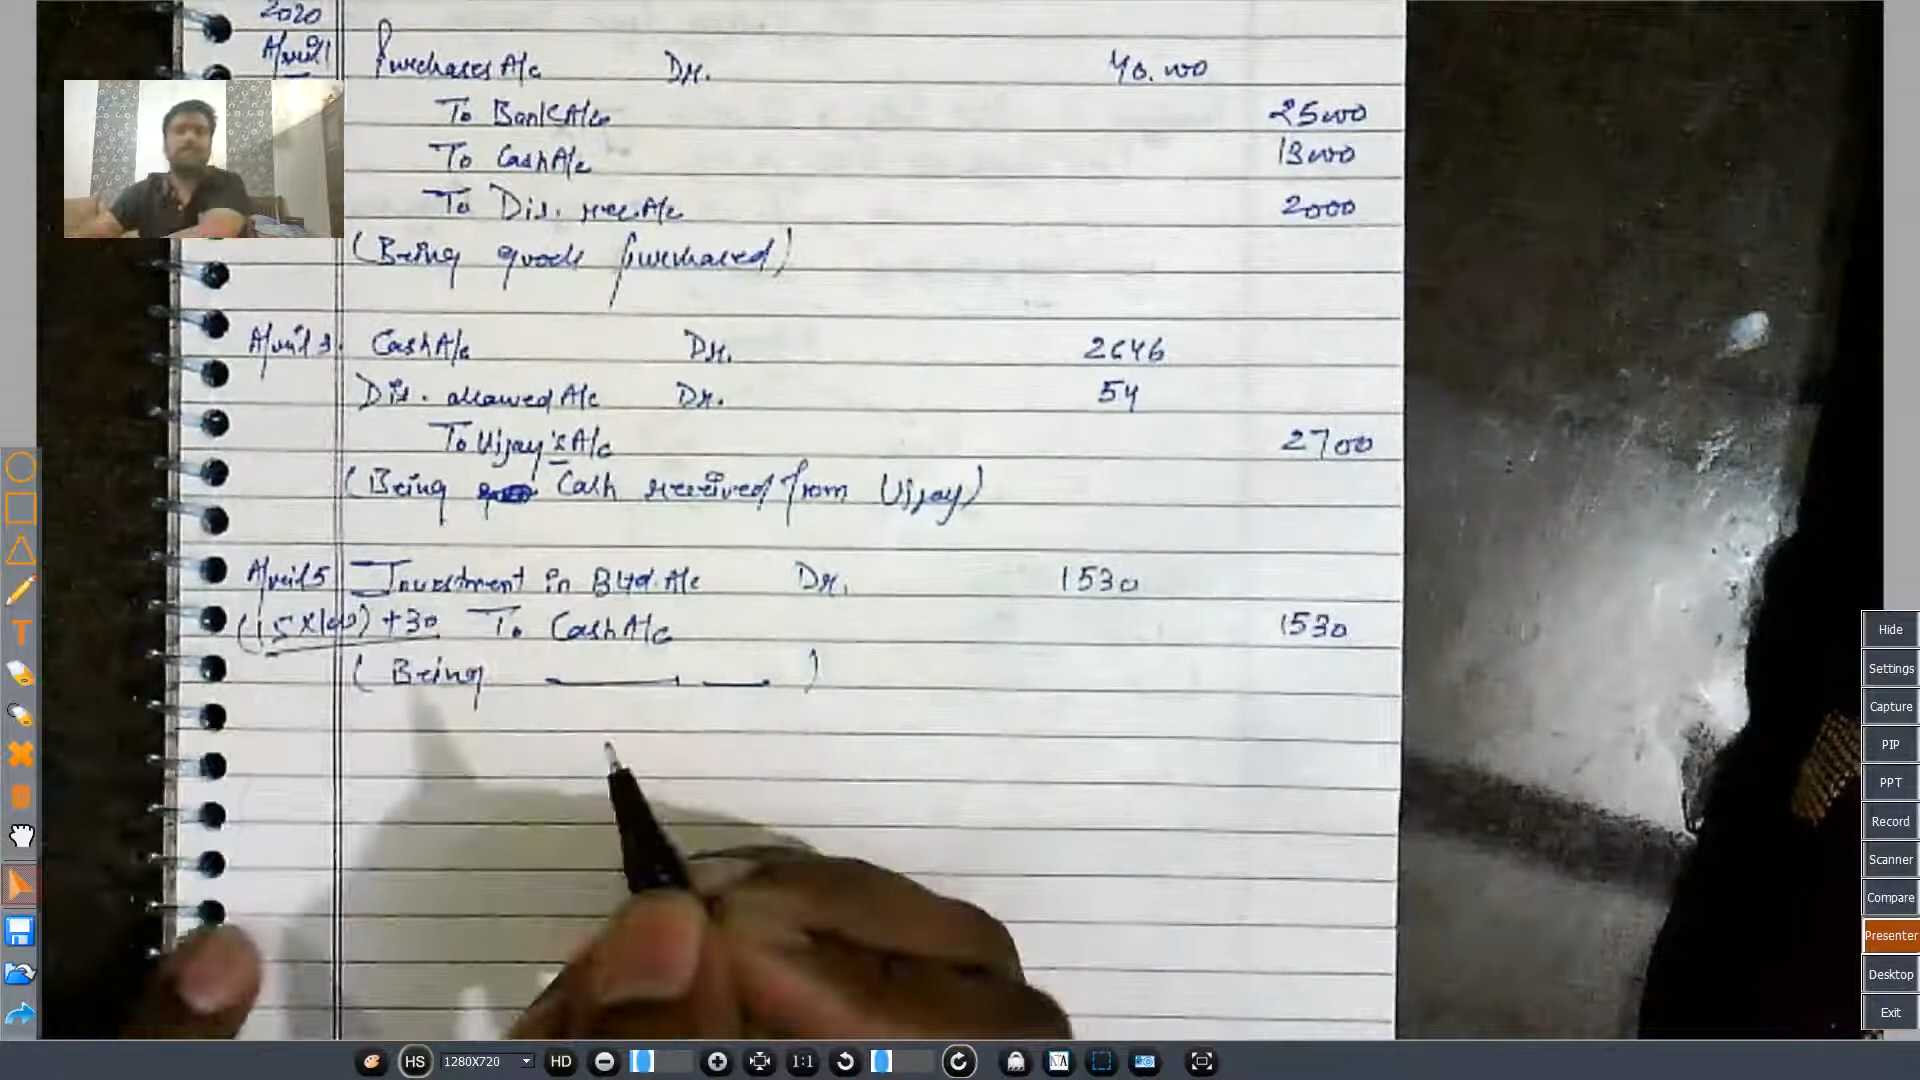 2020
April 1 Purchases A/c Dr. 40,000
To Bank A/c 25000
To Cash A/c 13000
To Dis. rec. A/c 2000
(Being goods purchased)
April 3. Cash A/c Dr. 2646
Dis. allowed A/c Dr. 54
To Vijay's A/c 2700
(Being Cash received from Vijay)
April 5 Investment in B Ltd. A/c Dr. 1530
(15 x 100) + 30 To Cash A/c 1530
(Being )
T
Hide
Settings
Capture
PIP
PPT
Record
Scanner
Compare
Presenter
Desktop
Exit
HS 1280X720 HD 1:1